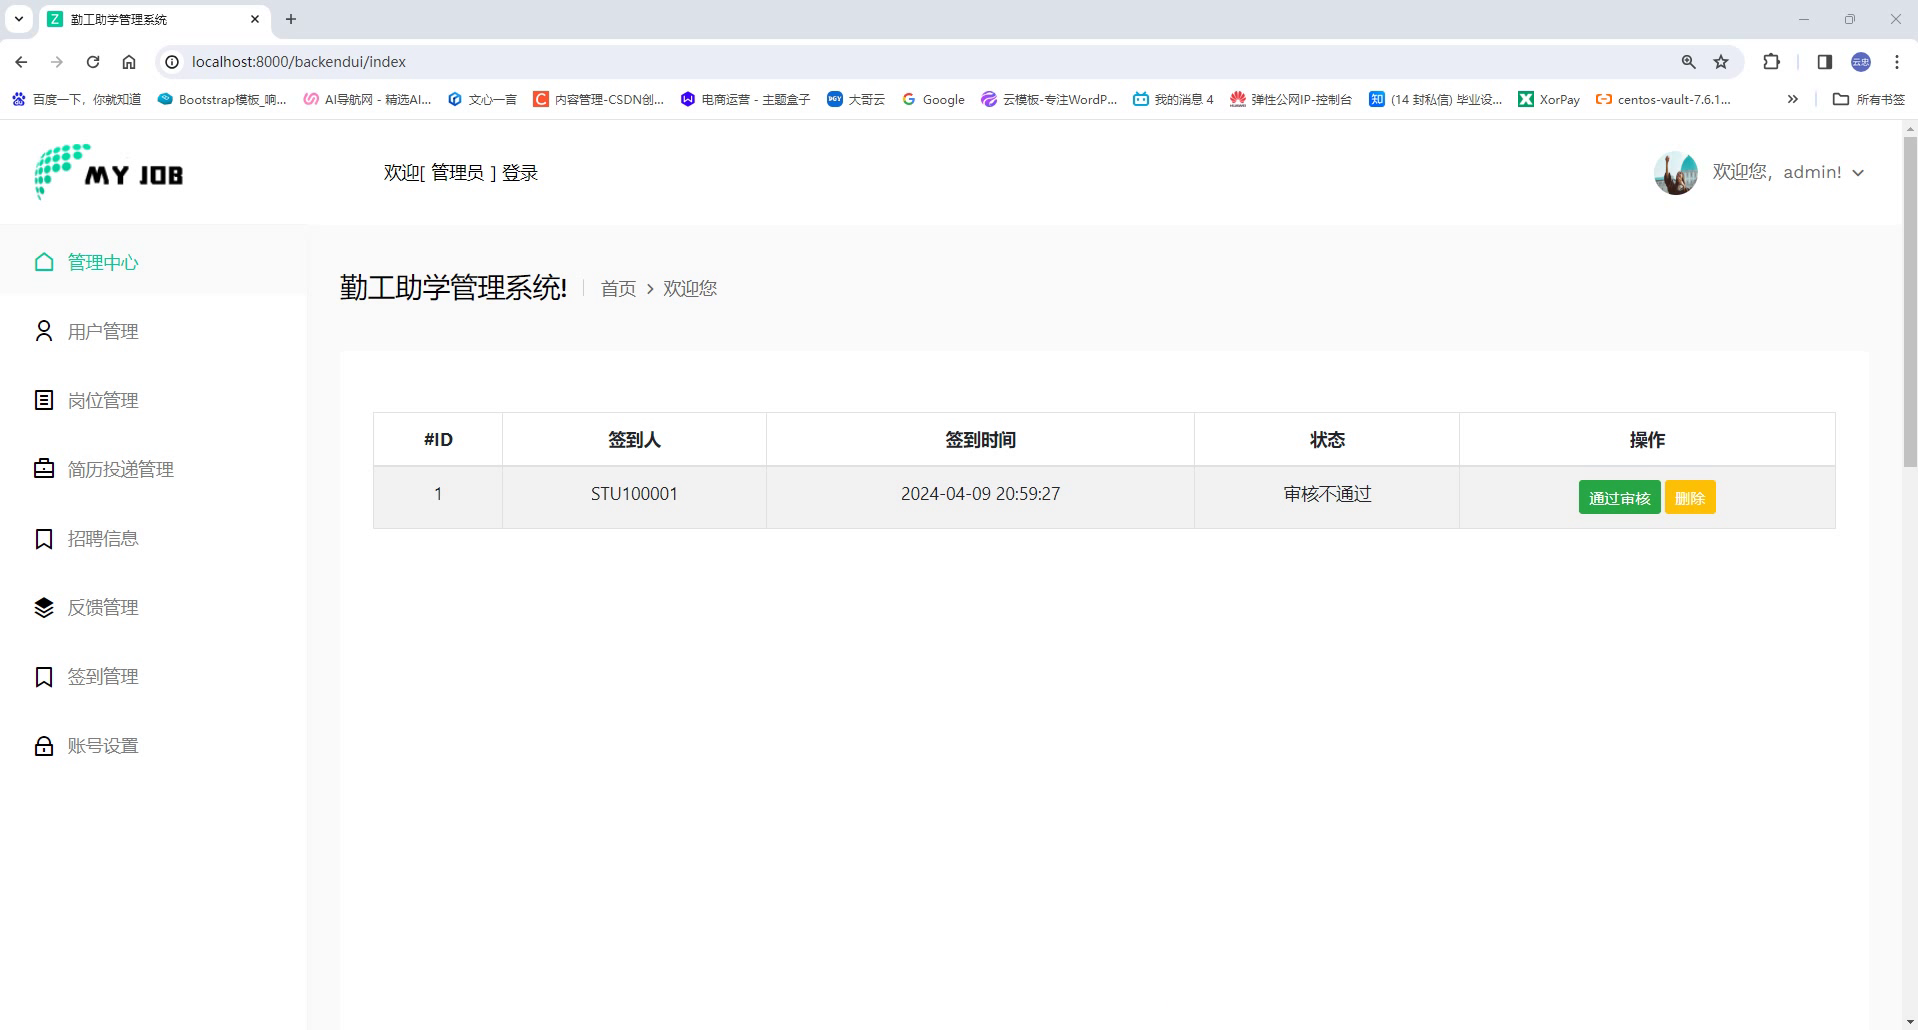 勤工助学管理系统
localhost:8000/backendui/index
百度一下，你就知道
Bootstrap模板_响...
AI导航网 - 精选AI...
文心一言
内容管理-CSDN创...
电商运营 - 主题盒子
大哥云
Google
云模板-专注WordP...
我的消息 4
弹性公网IP-控制台
(14 封私信) 毕业设...
XorPay
centos-vault-7.6.1...
所有书签
MY JOB
欢迎[ 管理员 ] 登录
欢迎您，admin!
管理中心
用户管理
岗位管理
简历投递管理
招聘信息
反馈管理
签到管理
账号设置
勤工助学管理系统!
首页 > 欢迎您
#ID 签到人 签到时间 状态 操作
1 STU100001 2024-04-09 20:59:27 审核不通过 通过审核 删除